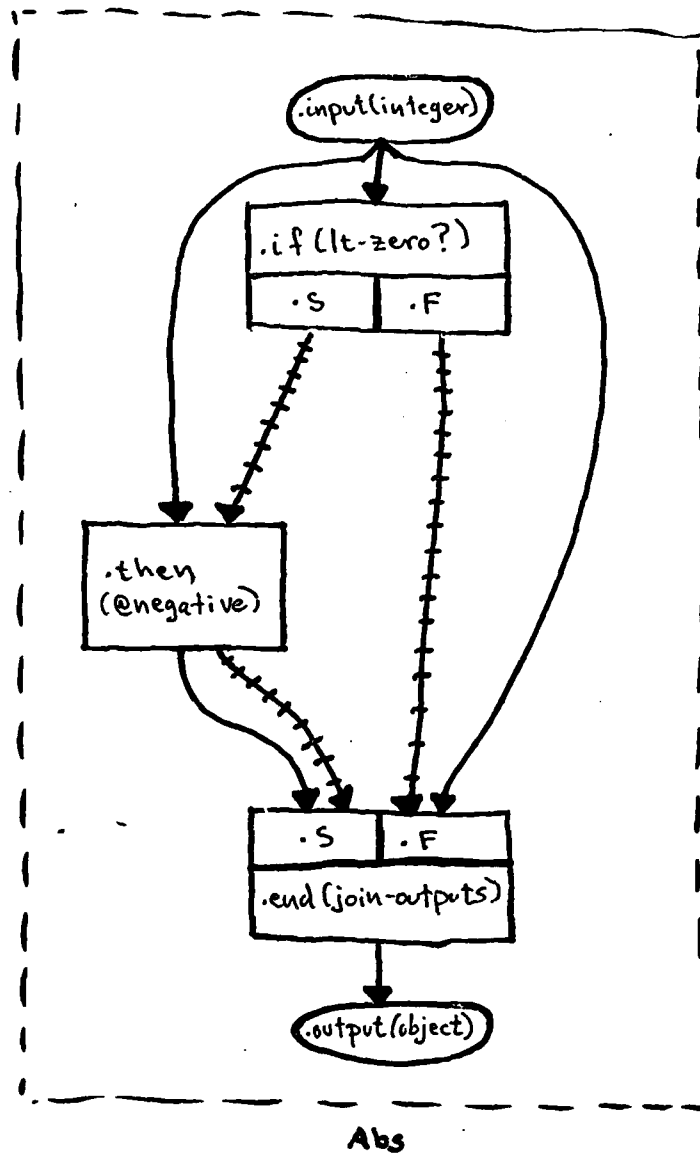 .input(integer)
.if(lt-zero?)
.S
.F
.then
(@negative)
.S
.F
.end(join-outputs)
.output(object)
Abs